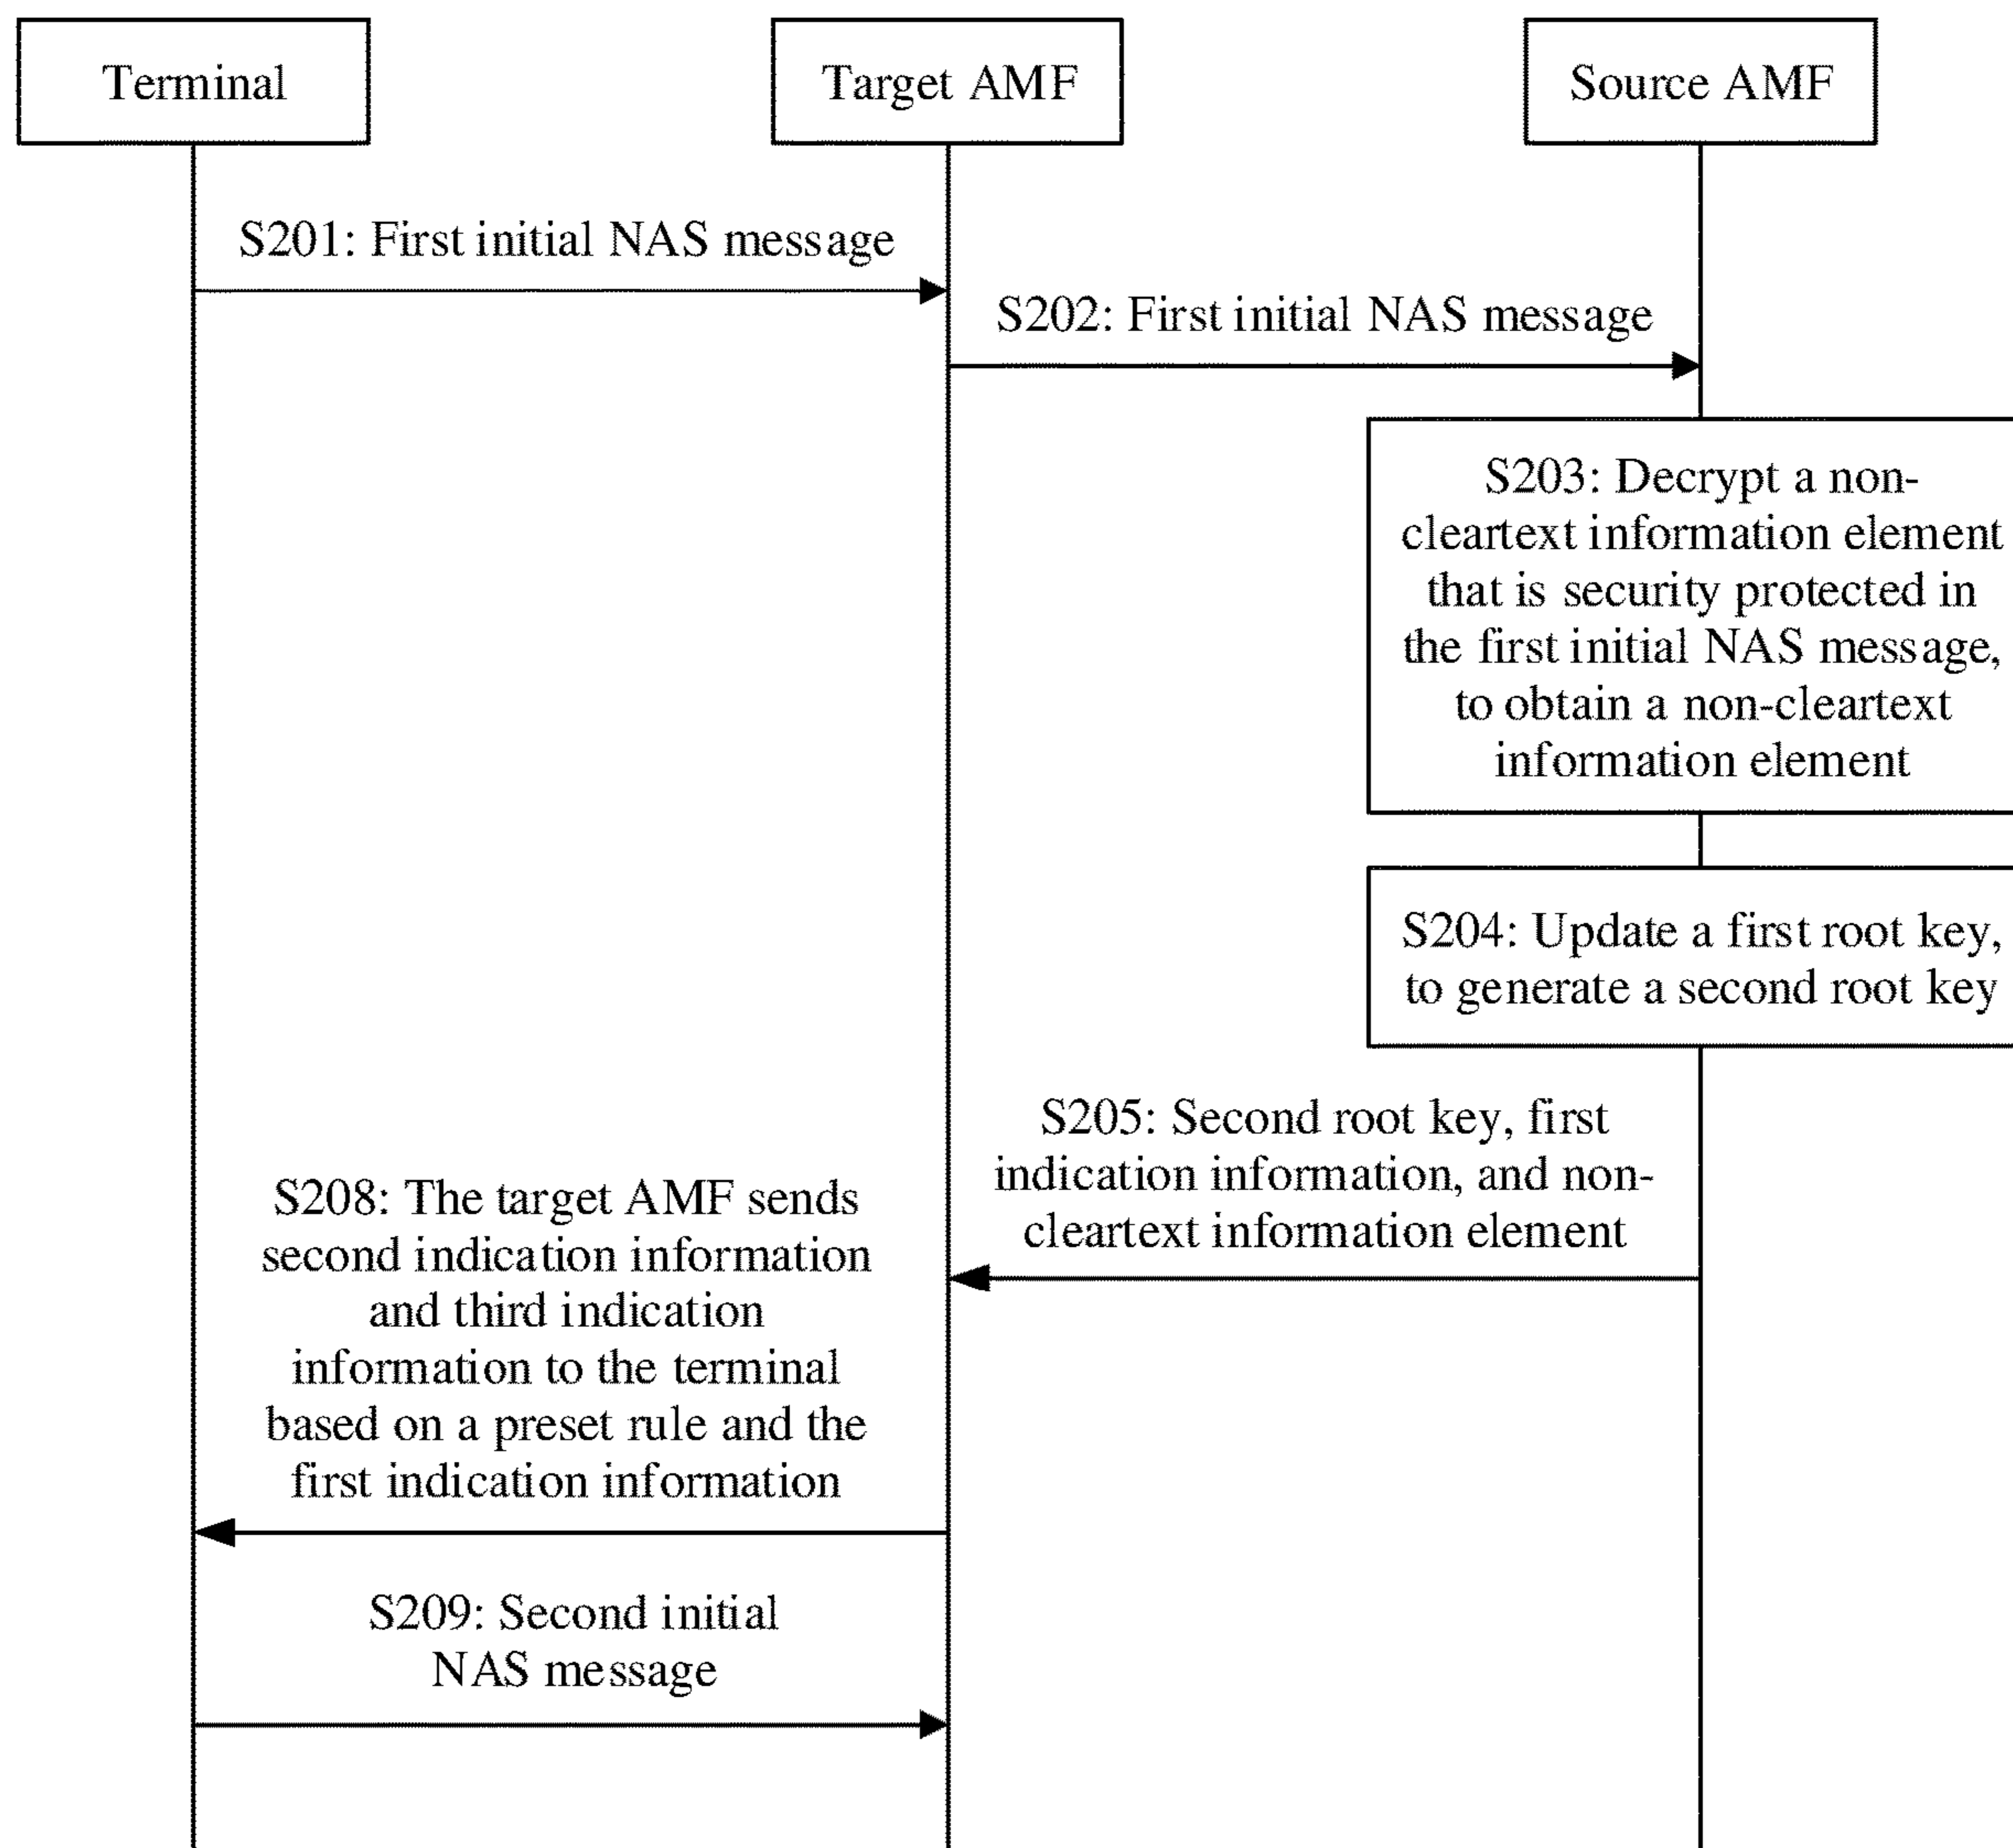 Terminal
Target AMF
Source AMF
S201: First initial NAS message
S202: First initial NAS message
S203: Decrypt a non-
cleartext information element
that is security protected in
the first initial NAS message,
to obtain a non-cleartext
information element
S204: Update a first root key,
to generate a second root key
S205: Second root key, first
indication information, and non-
cleartext information element
S208: The target AMF sends
second indication information
and third indication
information to the terminal
based on a preset rule and the
first indication information
S209: Second initial
NAS message